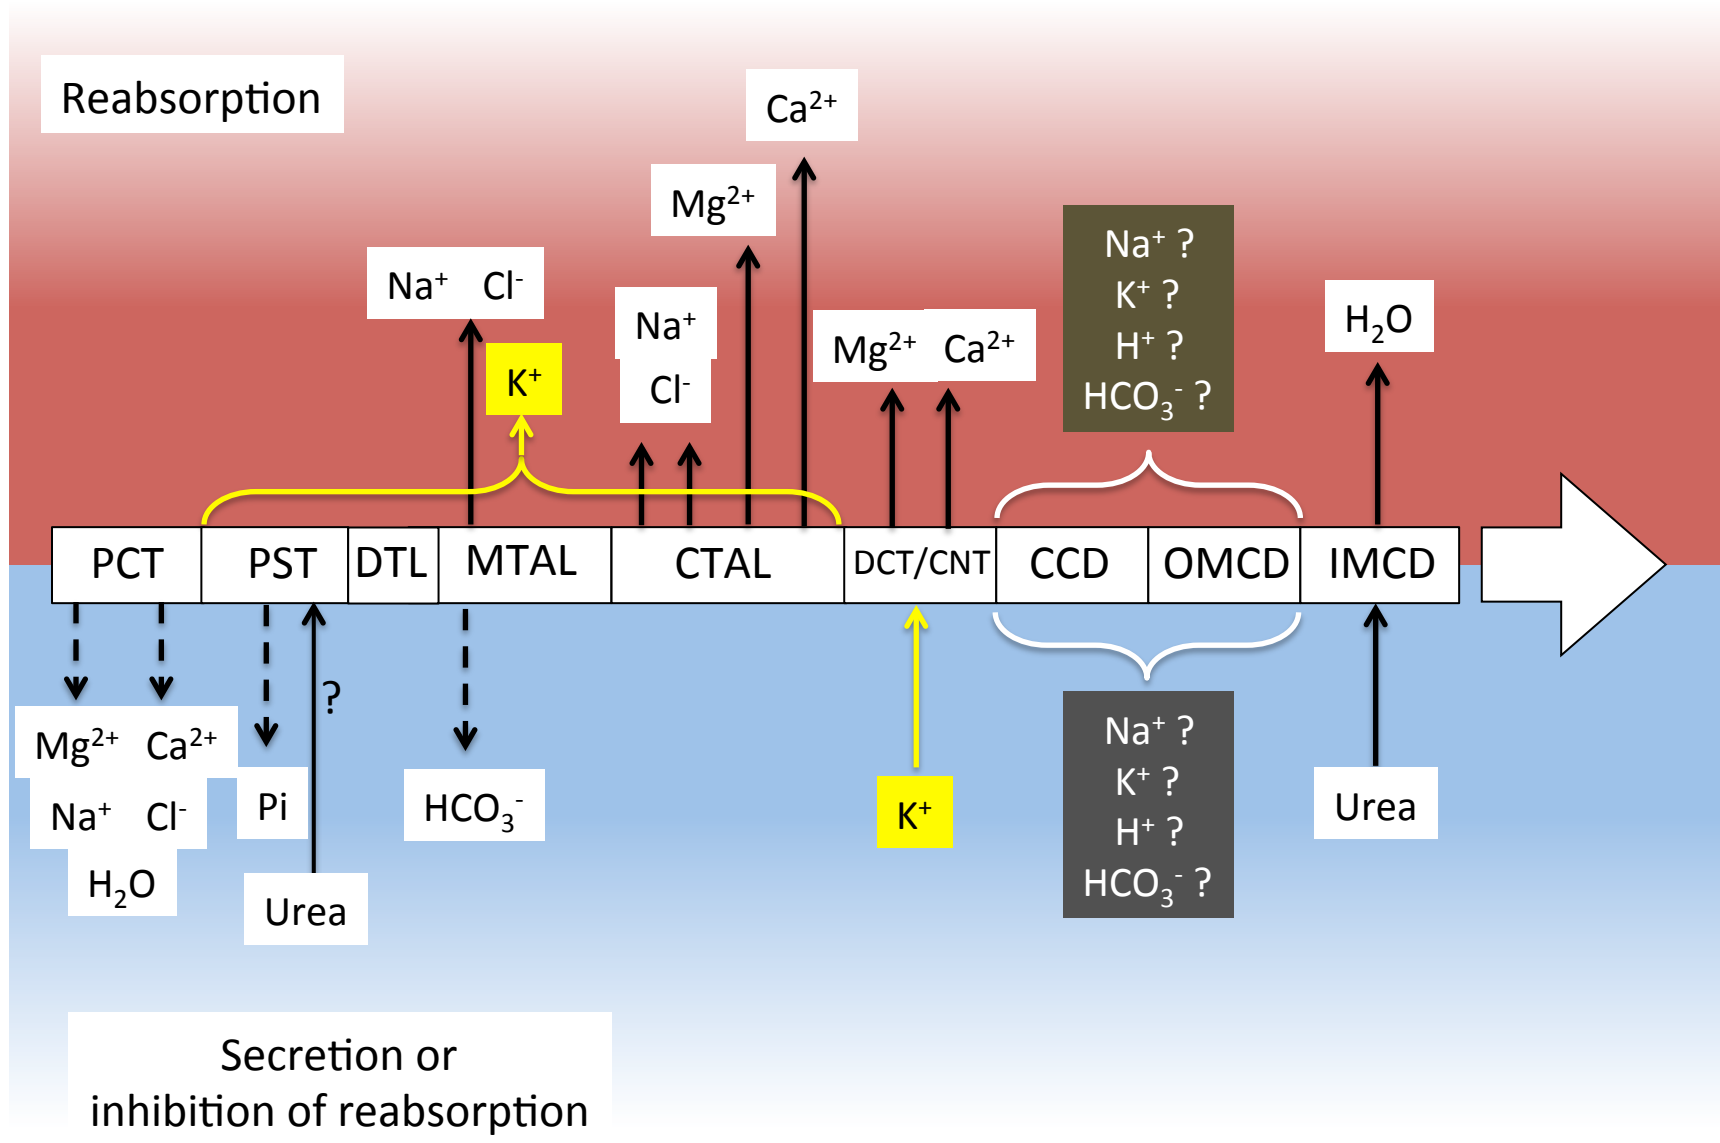 Reabsorption
Ca²⁺
Mg²⁺
Na⁺ Cl⁻
K⁺
Na⁺
Cl⁻
Mg²⁺ Ca²⁺
Na⁺ ?
K⁺ ?
H⁺ ?
HCO₃⁻ ?
H₂O
PCT PST DTL MTAL CTAL DCT/CNT CCD OMCD IMCD
?
Mg²⁺ Ca²⁺
Na⁺ Cl⁻
H₂O
Pi
Urea
HCO₃⁻
K⁺
Na⁺ ?
K⁺ ?
H⁺ ?
HCO₃⁻ ?
Urea
Secretion or
inhibition of reabsorption